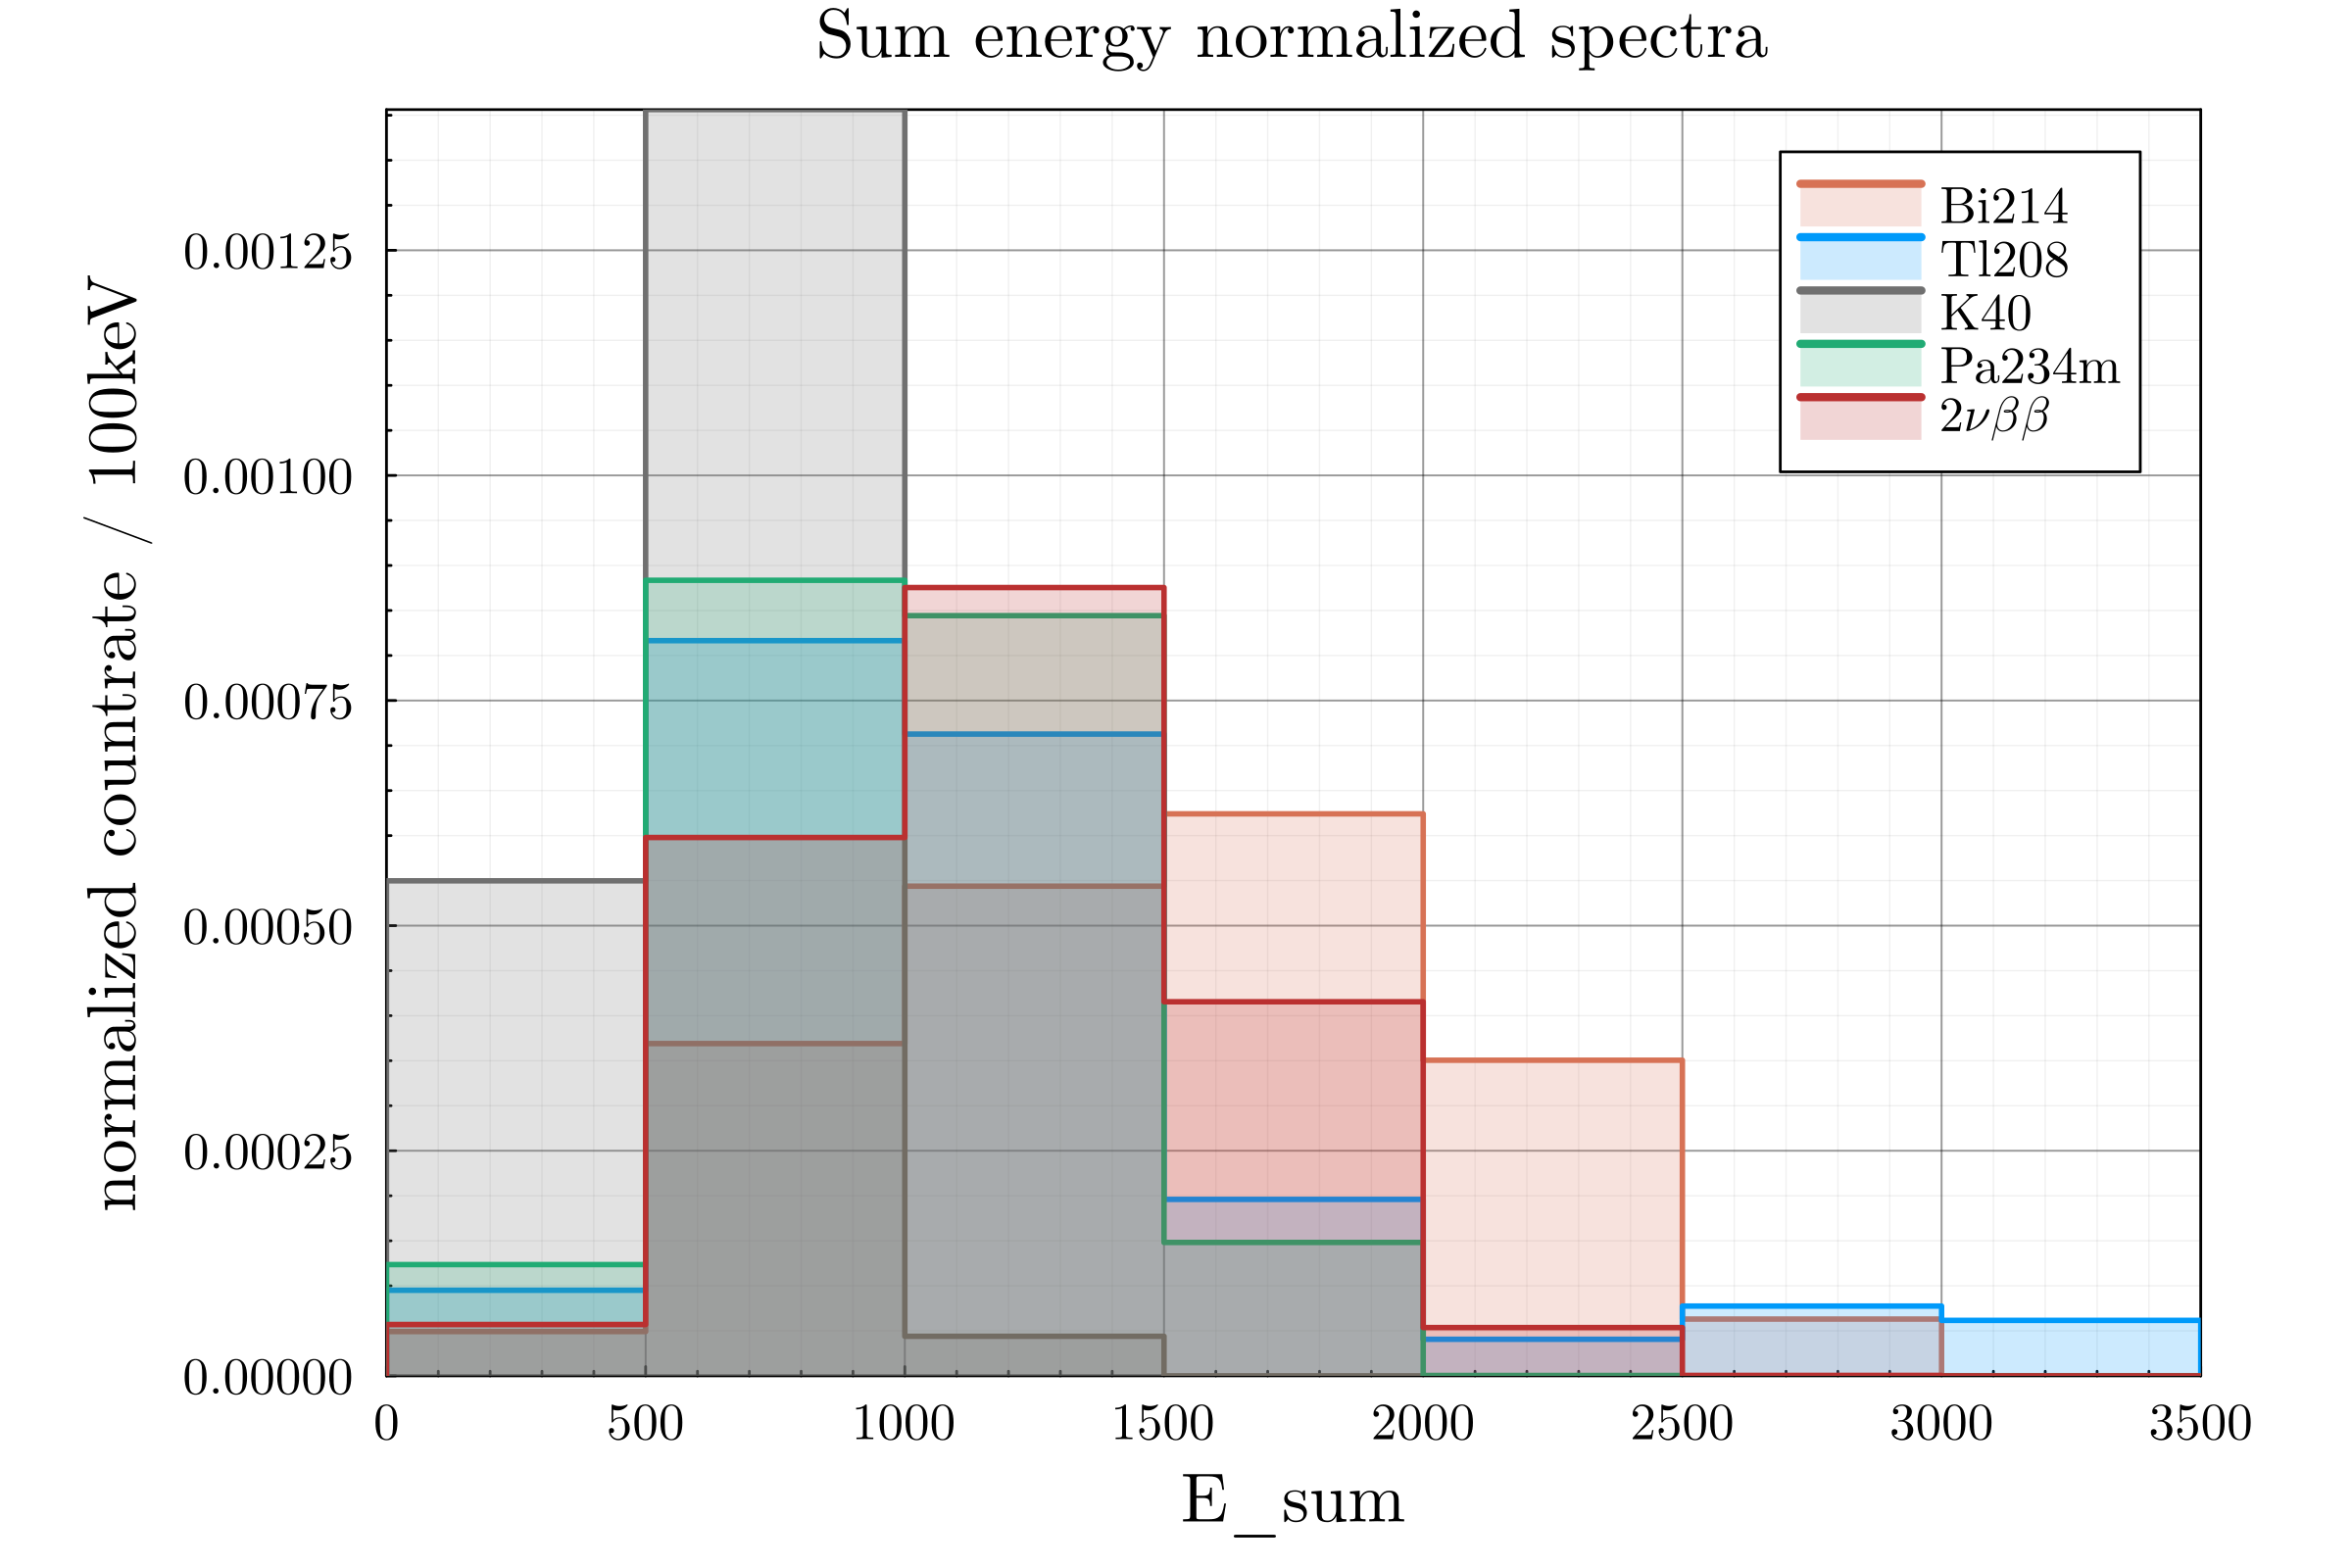 Sum energy normalized spectra
normalized countrate / 100keV
0.00125
0.00100
0.00075
0.00050
0.00025
0.00000
0 500 1000 1500 2000 2500 3000 3500
E_sum
Bi214
Tl208
K40
Pa234m
2νββ